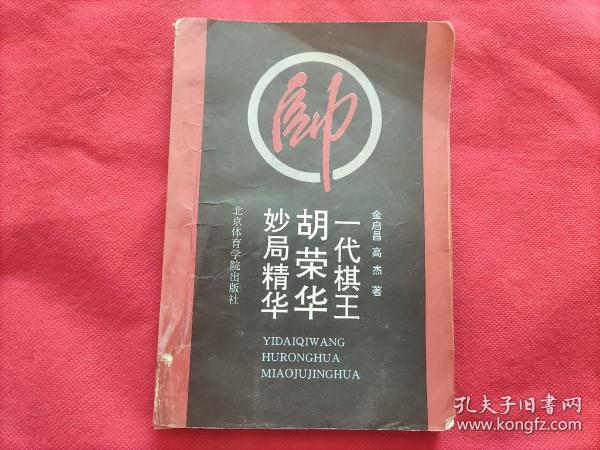 帥
金启昌 高杰 著
一代棋王
胡荣华
妙局精华
北京体育学院出版社
YIDAIQIWANG
HURONGHUA
MIAOJUJINGHUA
孔夫子旧书网
www.kongfz.com